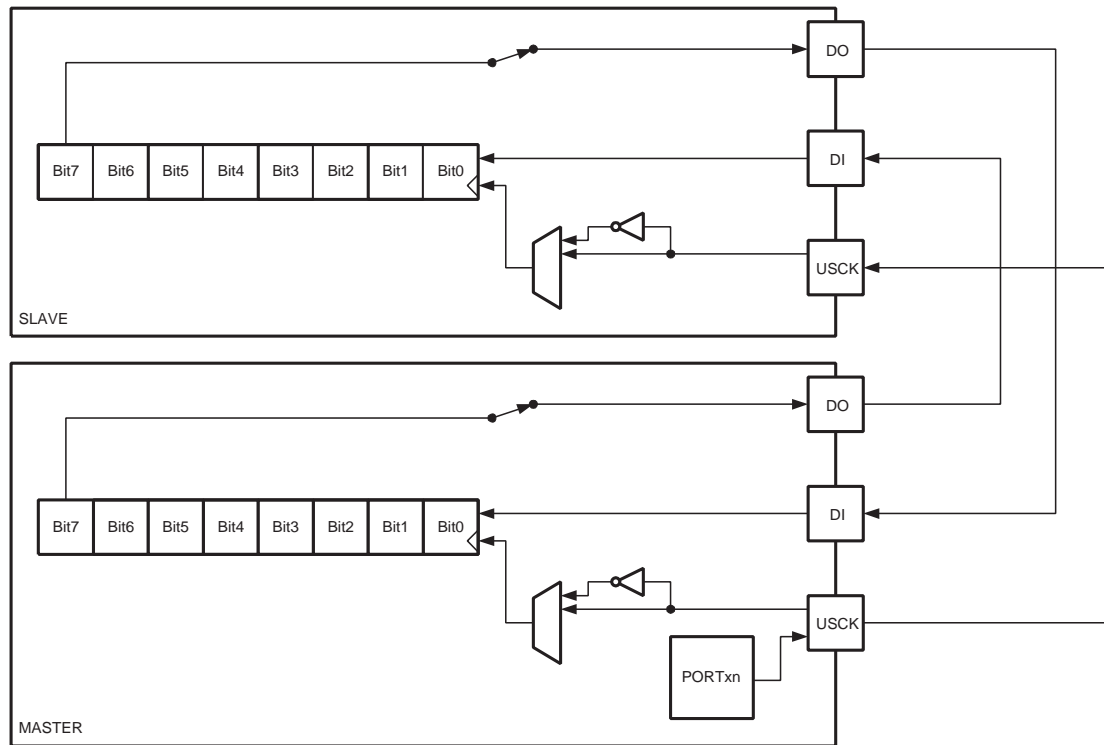 DO
DI
Bit7 Bit6 Bit5 Bit4 Bit3 Bit2 Bit1 Bit0
USCK
SLAVE
DO
DI
Bit7 Bit6 Bit5 Bit4 Bit3 Bit2 Bit1 Bit0
USCK
PORTxn
MASTER